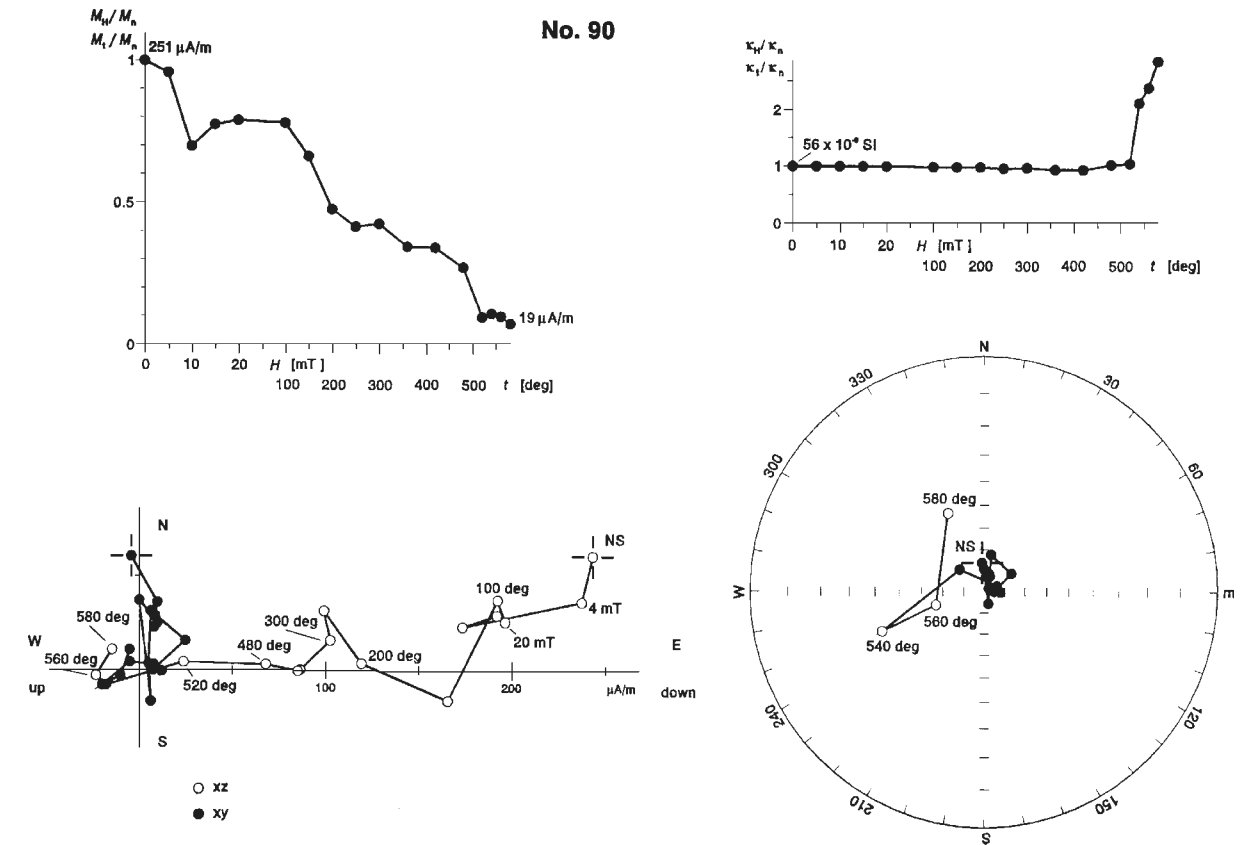 No. 90
M_H/M_n
M_t/M_n
251 µA/m
1
0.5
0
19 µA/m
0 10 20 H [mT]
100 200 300 400 500 t [deg]
κ_H/κ_n
κ_t/κ_n
2
56 x 10⁻⁶ SI
1
0
0 10 20 H [mT]
100 200 300 400 500 t [deg]
N
NS
580 deg
100 deg
4 mT
300 deg
20 mT
W
480 deg
200 deg
E
560 deg
up
520 deg
100
200
µA/m
down
S
xz
xy
N
330
30
300
60
580 deg
NS
W
E
560 deg
540 deg
240
120
210
150
S